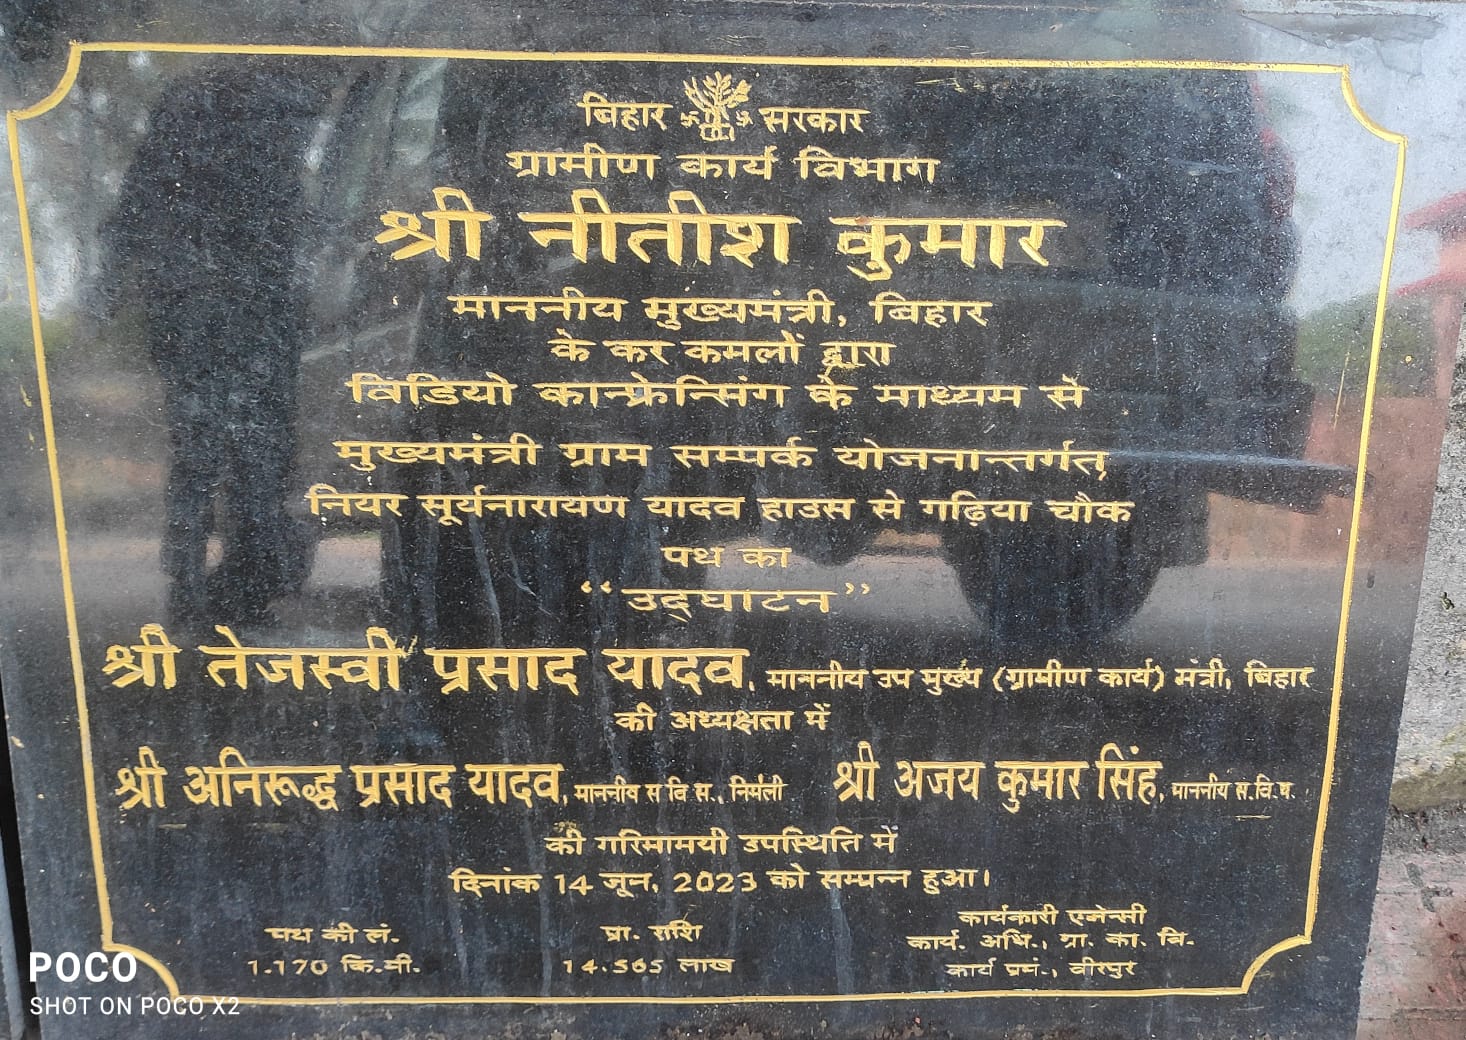 बिहार सरकार
ग्रामीण कार्य विभाग
श्री नीतीश कुमार
माननीय मुख्यमंत्री, बिहार
के कर कमलों द्वारा
विडियो कान्फ्रेन्सिंग के माध्यम से
मुख्यमंत्री ग्राम सम्पर्क योजनान्तर्गत,
नियर सूर्यनारायण यादव हाउस से गढ़िया चौक
पथ का
“उद्घाटन”
श्री तेजस्वी प्रसाद यादव, माननीय उप मुख्य (ग्रामीण कार्य) मंत्री, बिहार
की अध्यक्षता में
श्री अनिरूद्ध प्रसाद यादव, माननीय स वि स., निर्मली श्री अजय कुमार सिंह, माननीय स.वि.प.
की गरिमामयी उपस्थिति में
दिनांक 14 जून, 2023 को सम्पन्न हुआ।
पथ की लं. प्रा. राशि कार्यकारी एजेन्सी
1.170 कि.मी. 14.565 लाख कार्य. अभि., ग्रा. का. वि.
कार्य प्रमं., वीरपुर
POCO
SHOT ON POCO X2